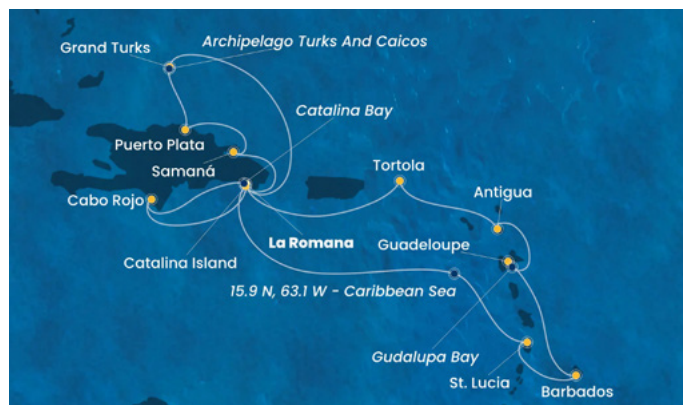 Archipelago Turks And Caicos
Grand Turks
Catalina Bay
Puerto Plata
Samaná
Tortola
Cabo Rojo
Antigua
La Romana
Guadeloupe
Catalina Island
15.9 N, 63.1 W - Caribbean Sea
Gudalupa Bay
St. Lucia
Barbados